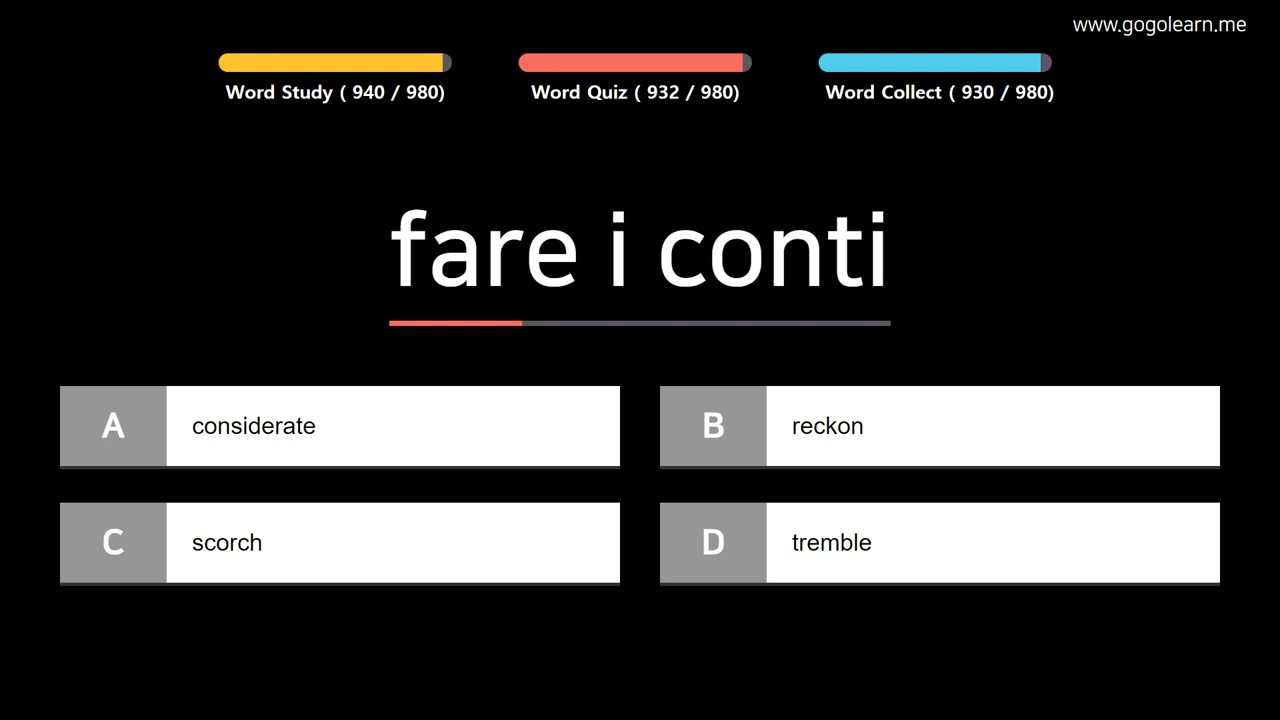 www.gogolearn.me
Word Study ( 940 / 980)
Word Quiz ( 932 / 980)
Word Collect ( 930 / 980)
fare i conti
A considerate
B reckon
C scorch
D tremble